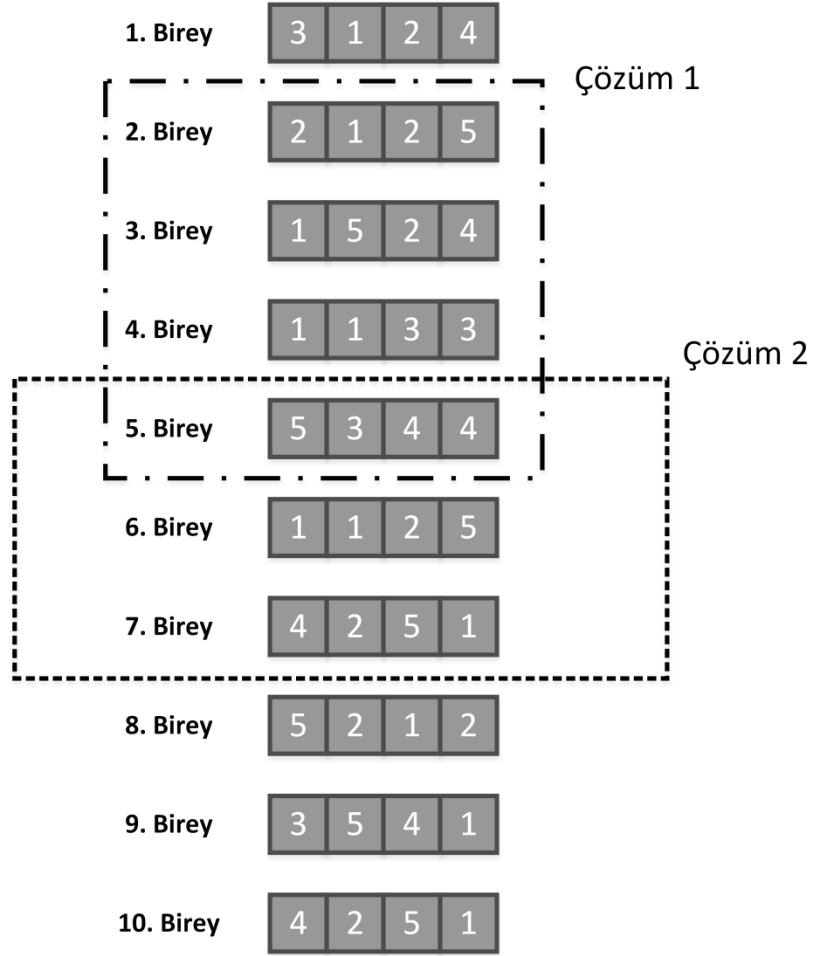 1. Birey 3 1 2 4
Çözüm 1
2. Birey 2 1 2 5
3. Birey 1 5 2 4
4. Birey 1 1 3 3
Çözüm 2
5. Birey 5 3 4 4
6. Birey 1 1 2 5
7. Birey 4 2 5 1
8. Birey 5 2 1 2
9. Birey 3 5 4 1
10. Birey 4 2 5 1